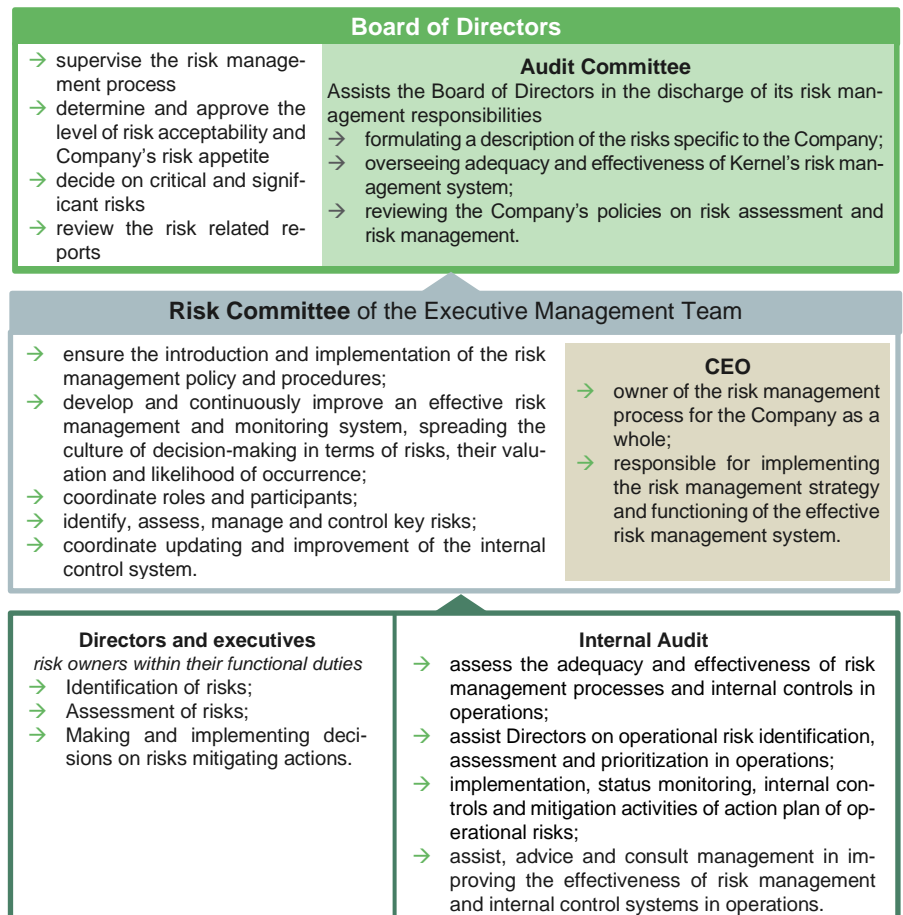 Board of Directors
→ supervise the risk manage-
ment process
→ determine and approve the
level of risk acceptability and
Company's risk appetite
→ decide on critical and signif-
icant risks
→ review the risk related re-
ports
Audit Committee
Assists the Board of Directors in the discharge of its risk man-
agement responsibilities
→ formulating a description of the risks specific to the Company;
→ overseeing adequacy and effectiveness of Kernel's risk man-
agement system;
→ reviewing the Company's policies on risk assessment and
risk management.
Risk Committee of the Executive Management Team
→ ensure the introduction and implementation of the risk
management policy and procedures;
→ develop and continuously improve an effective risk
management and monitoring system, spreading the
culture of decision-making in terms of risks, their valu-
ation and likelihood of occurrence;
→ coordinate roles and participants;
→ identify, assess, manage and control key risks;
→ coordinate updating and improvement of the internal
control system.
CEO
→ owner of the risk management
process for the Company as a
whole;
→ responsible for implementing
the risk management strategy
and functioning of the effective
risk management system.
Directors and executives
risk owners within their functional duties
→ Identification of risks;
→ Assessment of risks;
→ Making and implementing deci-
sions on risks mitigating actions.
Internal Audit
→ assess the adequacy and effectiveness of risk
management processes and internal controls in
operations;
→ assist Directors on operational risk identification,
assessment and prioritization in operations;
→ implementation, status monitoring, internal con-
trols and mitigation activities of action plan of op-
erational risks;
→ assist, advice and consult management in im-
proving the effectiveness of risk management
and internal control systems in operations.